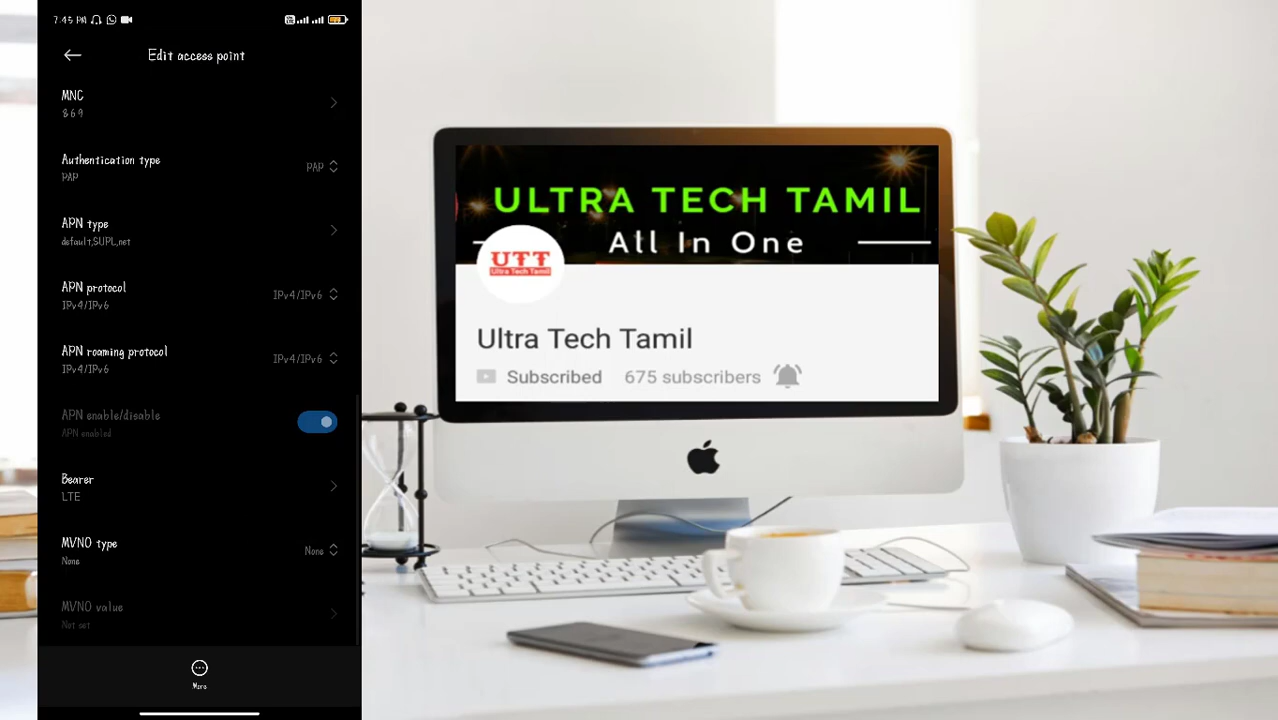 7:45 PM
Edit access point
MNC
869
Authentication type
PAP
PAP
APN type
default,SUPL,net
APN protocol
IPv4/IPv6
IPv4/IPv6
APN roaming protocol
IPv4/IPv6
IPv4/IPv6
APN enable/disable
APN enabled
Bearer
LTE
MVNO type
None
None
MVNO value
Not set
More
ULTRA TECH TAMIL
All In One
UTT
Ultra Tech Tamil
Ultra Tech Tamil
Subscribed 675 subscribers